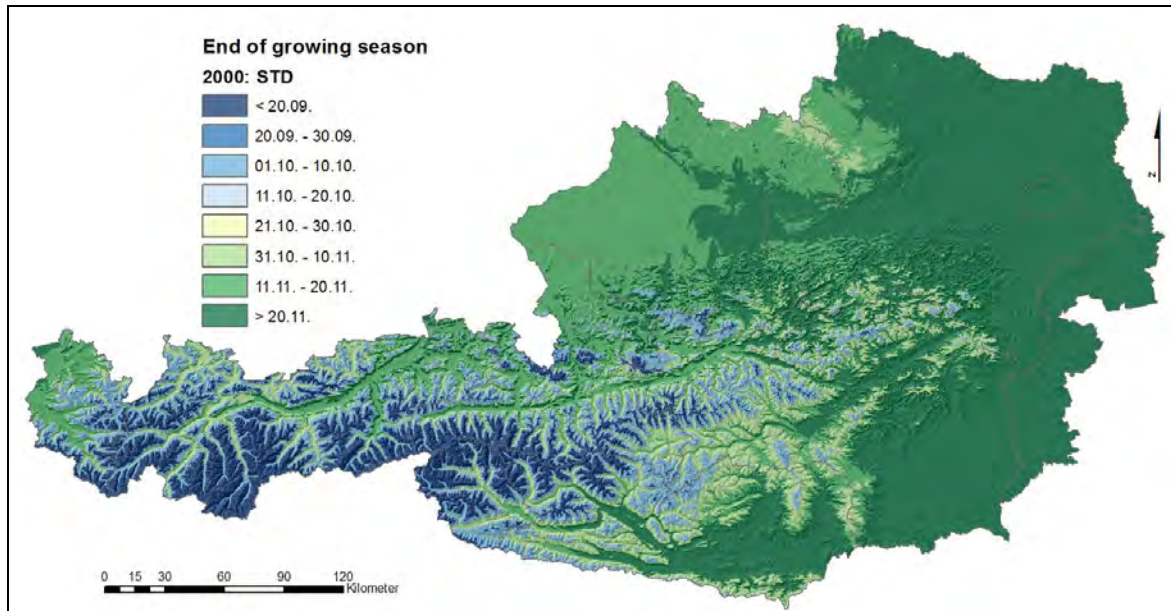 End of growing season
2000: STD
< 20.09.
20.09. - 30.09.
01.10. - 10.10.
11.10. - 20.10.
21.10. - 30.10.
31.10. - 10.11.
11.11. - 20.11.
> 20.11.
N
0 15 30 60 90 120
Kilometer